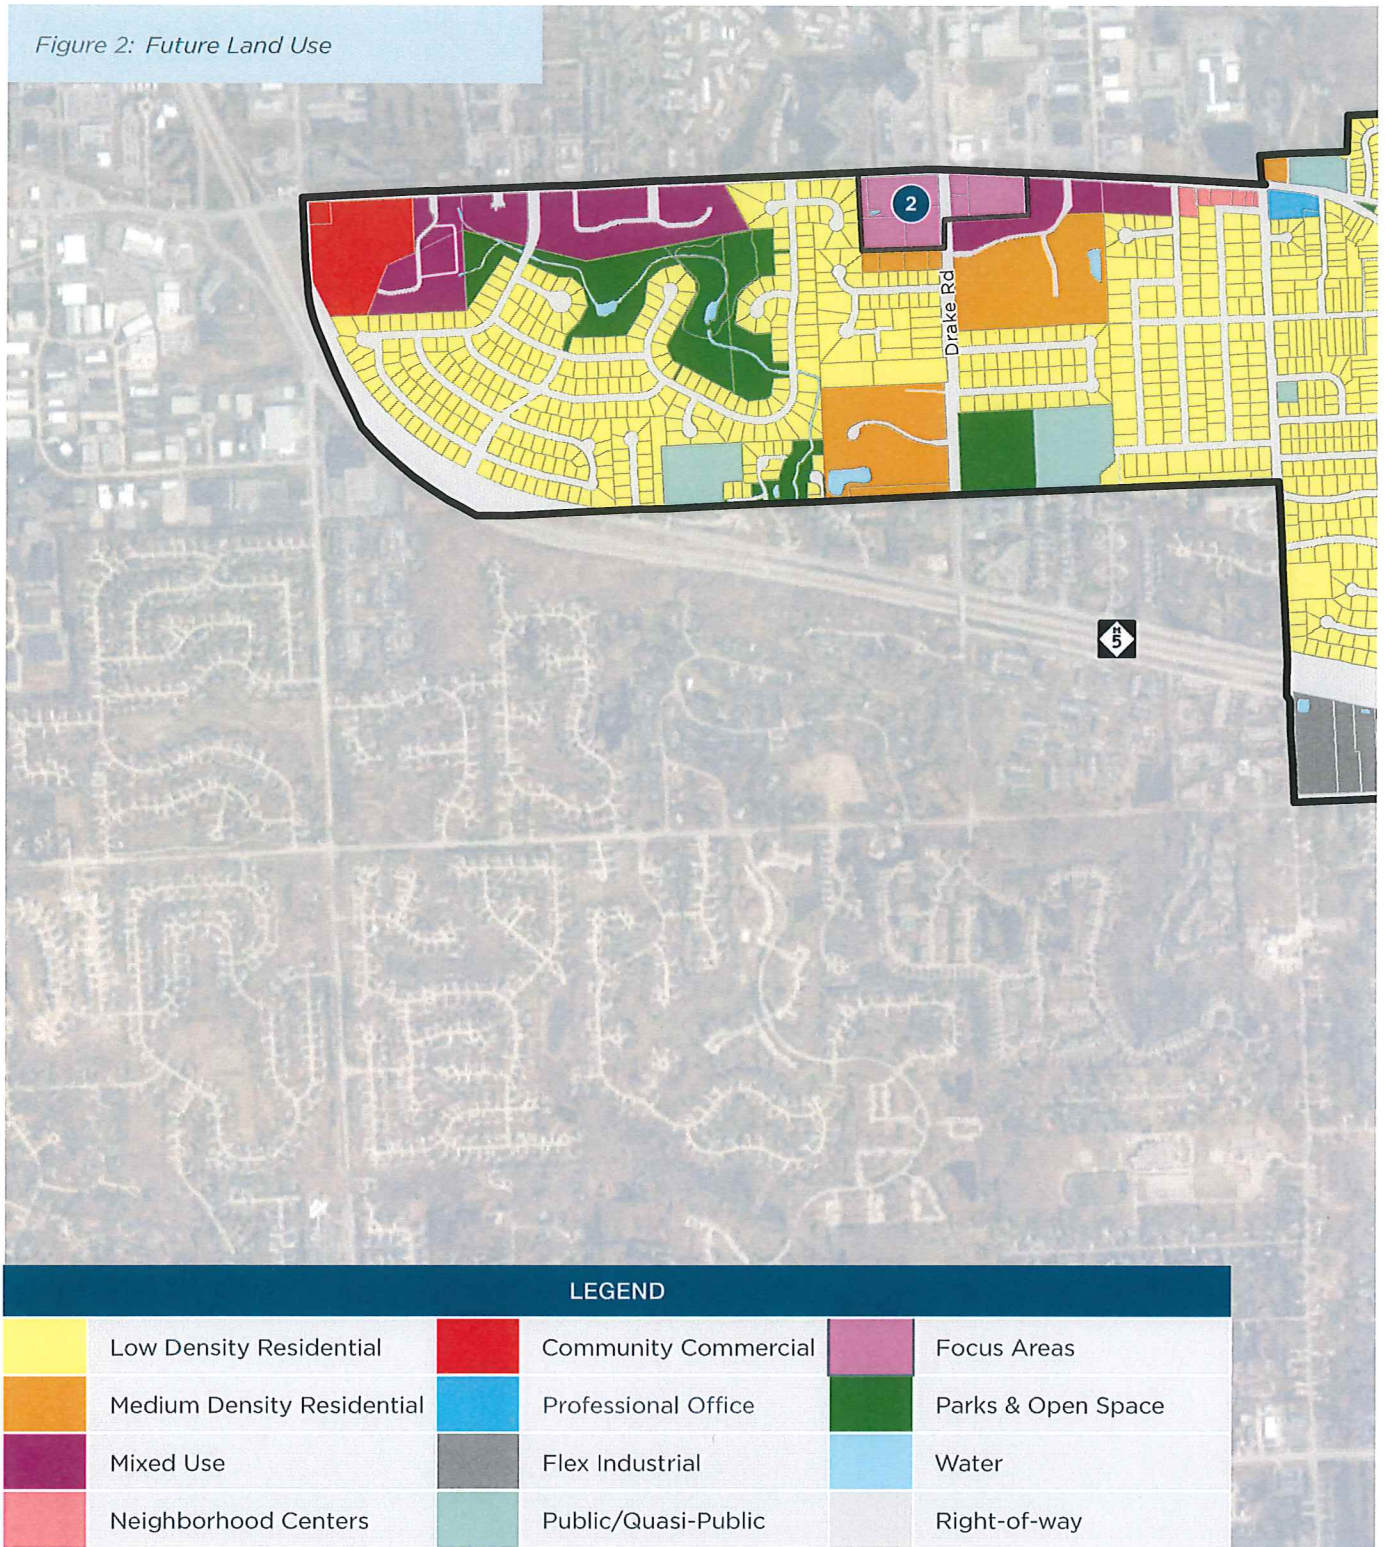 Figure 2: Future Land Use
2
Drake Rd
M
5
LEGEND
Low Density Residential
Community Commercial
Focus Areas
Medium Density Residential
Professional Office
Parks & Open Space
Mixed Use
Flex Industrial
Water
Neighborhood Centers
Public/Quasi-Public
Right-of-way